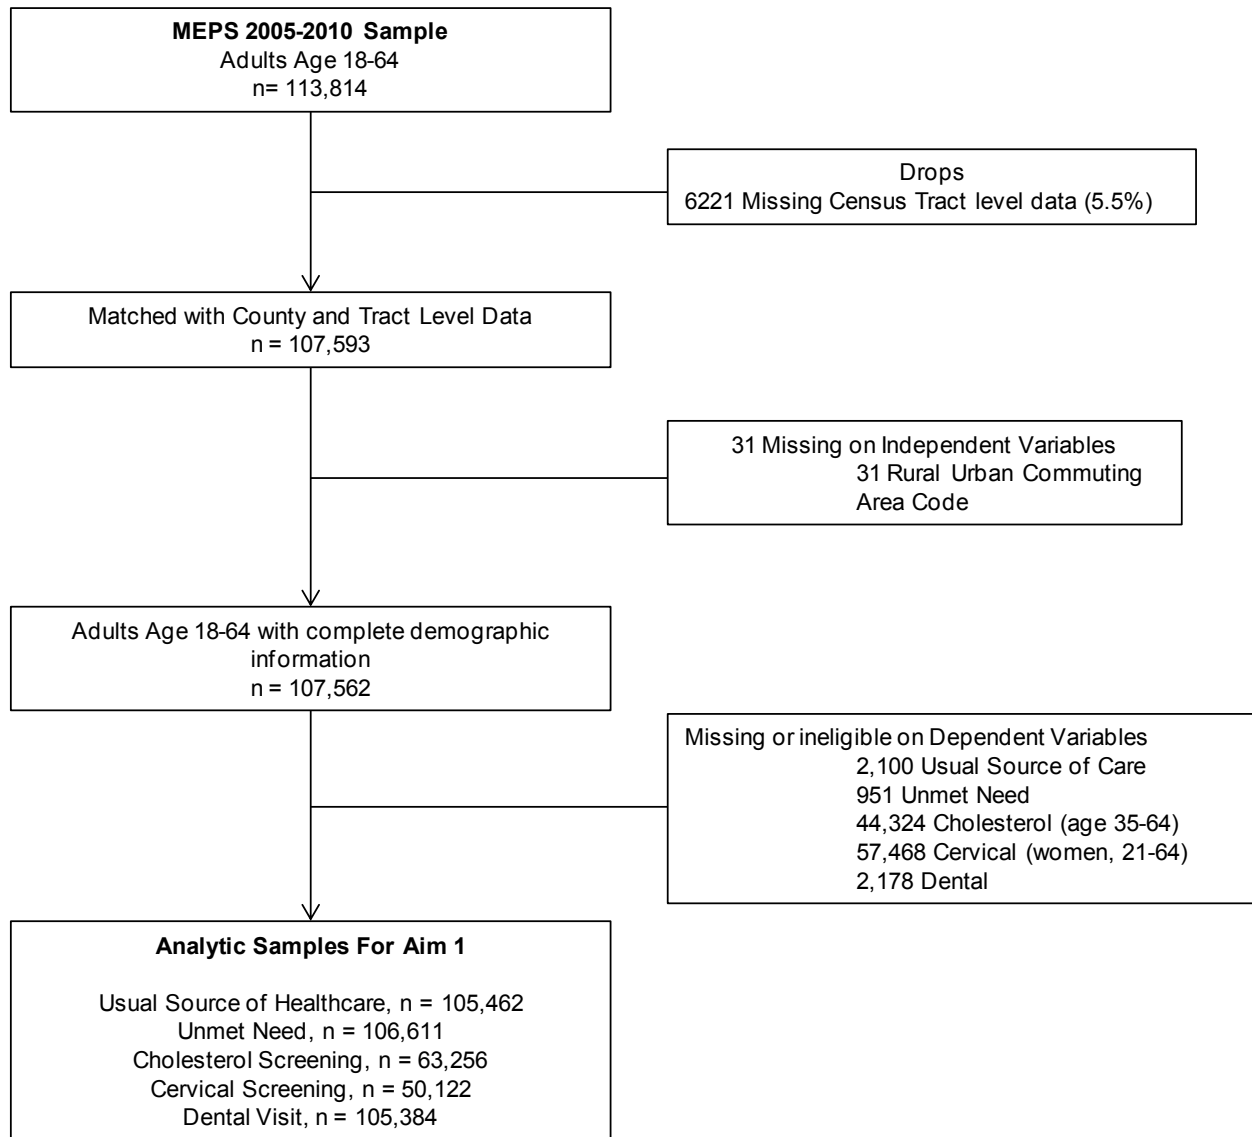 MEPS 2005-2010 Sample
Adults Age 18-64
n= 113,814
Drops
6221 Missing Census Tract level data (5.5%)
Matched with County and Tract Level Data
n = 107,593
31 Missing on Independent Variables
31 Rural Urban Commuting
Area Code
Adults Age 18-64 with complete demographic
information
n = 107,562
Missing or ineligible on Dependent Variables
2,100 Usual Source of Care
951 Unmet Need
44,324 Cholesterol (age 35-64)
57,468 Cervical (women, 21-64)
2,178 Dental
Analytic Samples For Aim 1
Usual Source of Healthcare, n = 105,462
Unmet Need, n = 106,611
Cholesterol Screening, n = 63,256
Cervical Screening, n = 50,122
Dental Visit, n = 105,384